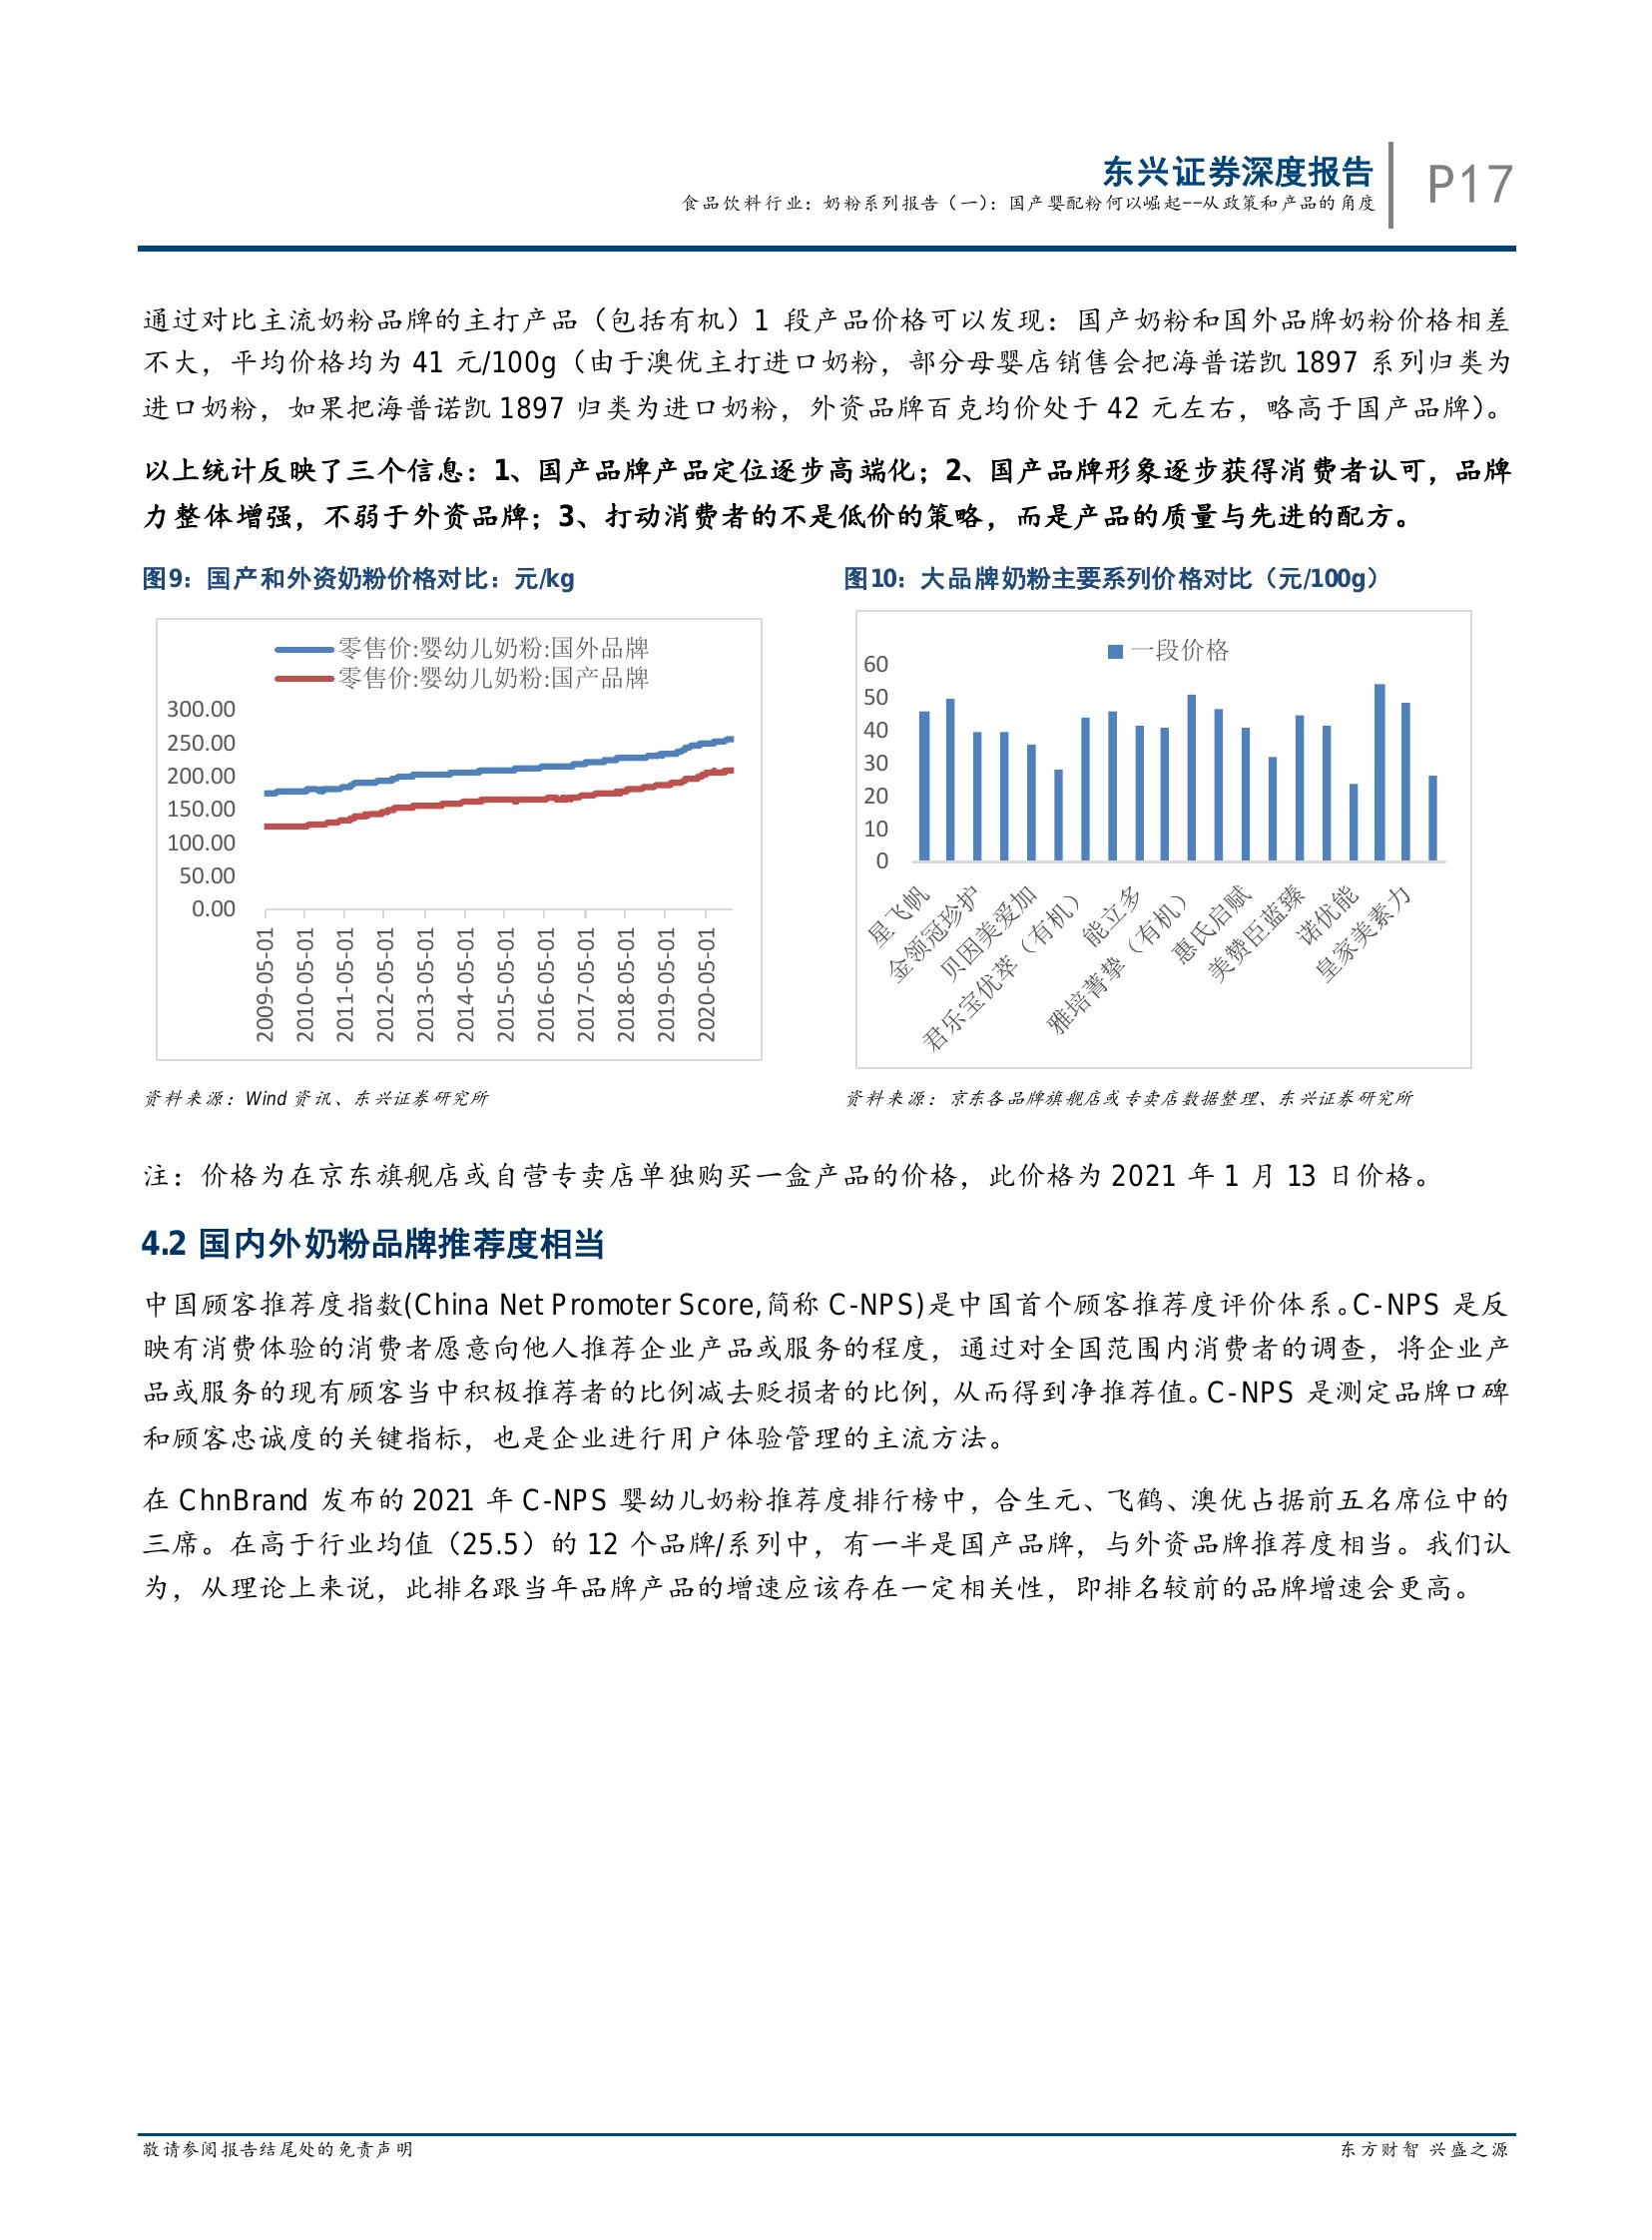 东兴证券深度报告
食品饮料行业：奶粉系列报告（一）：国产婴配粉何以崛起--从政策和产品的角度
P17
通过对比主流奶粉品牌的主打产品（包括有机）1 段产品价格可以发现：国产奶粉和国外品牌奶粉价格相差
不大，平均价格均为 41 元/100g（由于澳优主打进口奶粉，部分母婴店销售会把海普诺凯 1897 系列归类为
进口奶粉，如果把海普诺凯 1897 归类为进口奶粉，外资品牌百克均价处于 42 元左右，略高于国产品牌）。
以上统计反映了三个信息：1、国产品牌产品定位逐步高端化；2、国产品牌形象逐步获得消费者认可，品牌
力整体增强，不弱于外资品牌；3、打动消费者的不是低价的策略，而是产品的质量与先进的配方。
图9：国产和外资奶粉价格对比：元/kg
零售价:婴幼儿奶粉:国外品牌
零售价:婴幼儿奶粉:国产品牌
300.00
250.00
200.00
150.00
100.00
50.00
0.00
2009-05-01
2010-05-01
2011-05-01
2012-05-01
2013-05-01
2014-05-01
2015-05-01
2016-05-01
2017-05-01
2018-05-01
2019-05-01
2020-05-01
资料来源：Wind 资讯、东兴证券研究所
图10：大品牌奶粉主要系列价格对比（元/100g）
一段价格
60
50
40
30
20
10
0
星飞帆
金领冠珍护
贝因美爱加
君乐宝优萃（有机）
能立多
雅培菁挚（有机）
惠氏启赋
美赞臣蓝臻
诺优能
皇家美素力
资料来源：京东各品牌旗舰店或专卖店数据整理、东兴证券研究所
注：价格为在京东旗舰店或自营专卖店单独购买一盒产品的价格，此价格为 2021 年 1 月 13 日价格。
4.2 国内外奶粉品牌推荐度相当
中国顾客推荐度指数(China Net Promoter Score,简称 C-NPS)是中国首个顾客推荐度评价体系。C-NPS 是反
映有消费体验的消费者愿意向他人推荐企业产品或服务的程度，通过对全国范围内消费者的调查，将企业产
品或服务的现有顾客当中积极推荐者的比例减去贬损者的比例，从而得到净推荐值。C-NPS 是测定品牌口碑
和顾客忠诚度的关键指标，也是企业进行用户体验管理的主流方法。
在 ChnBrand 发布的 2021 年 C-NPS 婴幼儿奶粉推荐度排行榜中，合生元、飞鹤、澳优占据前五名席位中的
三席。在高于行业均值（25.5）的 12 个品牌/系列中，有一半是国产品牌，与外资品牌推荐度相当。我们认
为，从理论上来说，此排名跟当年品牌产品的增速应该存在一定相关性，即排名较前的品牌增速会更高。
敬请参阅报告结尾处的免责声明
东方财智 兴盛之源